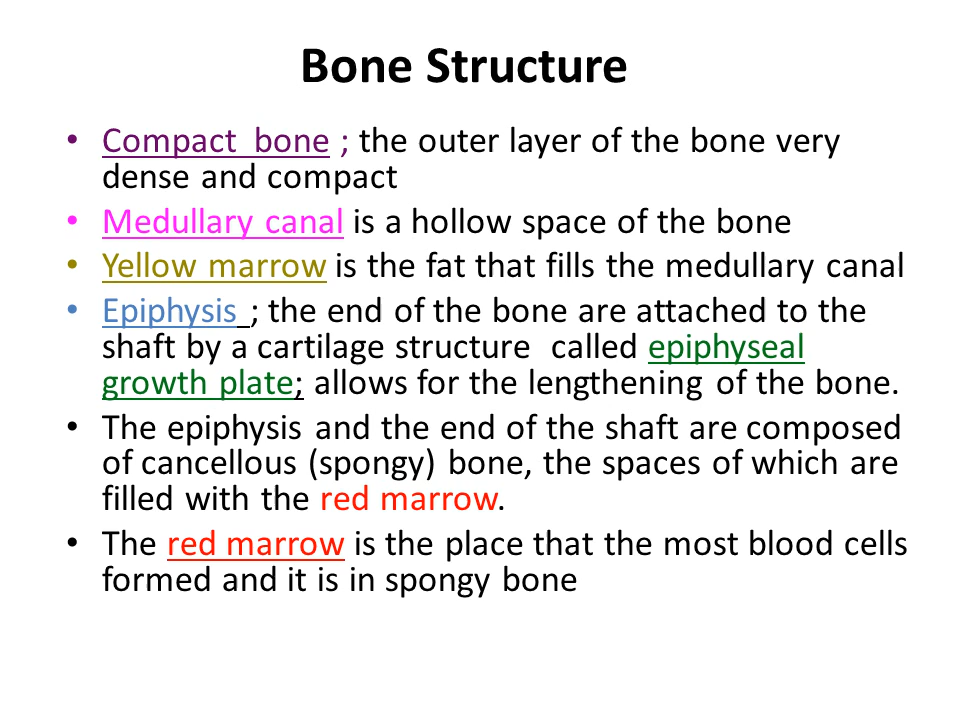 Bone Structure
• Compact  bone ; the outer layer of the bone very
dense and compact
• Medullary canal is a hollow space of the bone
• Yellow marrow is the fat that fills the medullary canal
• Epiphysis ; the end of the bone are attached to the
shaft by a cartilage structure  called epiphyseal
growth plate; allows for the lengthening of the bone.
• The epiphysis and the end of the shaft are composed
of cancellous (spongy) bone, the spaces of which are
filled with the red marrow.
• The red marrow is the place that the most blood cells
formed and it is in spongy bone